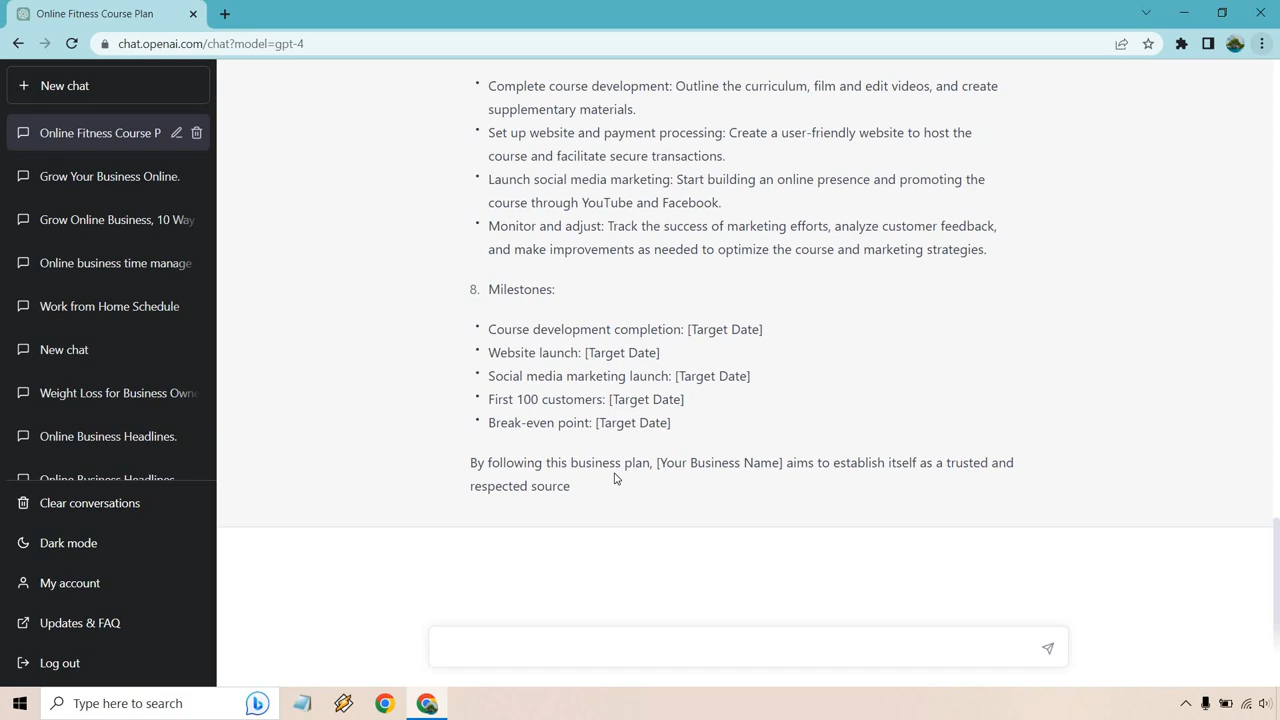 Online Fitness Course Plan
chat.openai.com/chat?model=gpt-4
New chat
Online Fitness Course P
Grow Your Business Online.
Grow Online Business, 10 Way
Online business time manage
Work from Home Schedule
New chat
Weight Loss for Business Owne
Online Business Headlines.
Online Business Headlines
Clear conversations
Dark mode
My account
Updates & FAQ
Log out
• Complete course development: Outline the curriculum, film and edit videos, and create
supplementary materials.
• Set up website and payment processing: Create a user-friendly website to host the
course and facilitate secure transactions.
• Launch social media marketing: Start building an online presence and promoting the
course through YouTube and Facebook.
• Monitor and adjust: Track the success of marketing efforts, analyze customer feedback,
and make improvements as needed to optimize the course and marketing strategies.
8. Milestones:
• Course development completion: [Target Date]
• Website launch: [Target Date]
• Social media marketing launch: [Target Date]
• First 100 customers: [Target Date]
• Break-even point: [Target Date]
By following this business plan, [Your Business Name] aims to establish itself as a trusted and
respected source
Type here to search